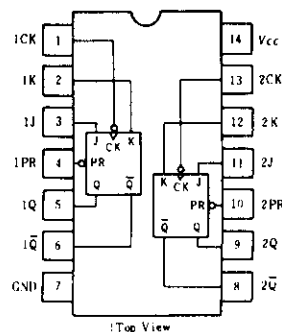 1CK 1 14 Vcc
1K 2 13 2CK
1J 3 J K 12 2K
CK
1PR 4 PR K J 11 2J
CK
1Q 5 Q Q̅ PR 10 2PR
Q̅ Q
1Q̅ 6 9 2Q
GND 7 8 2Q̅
(Top View